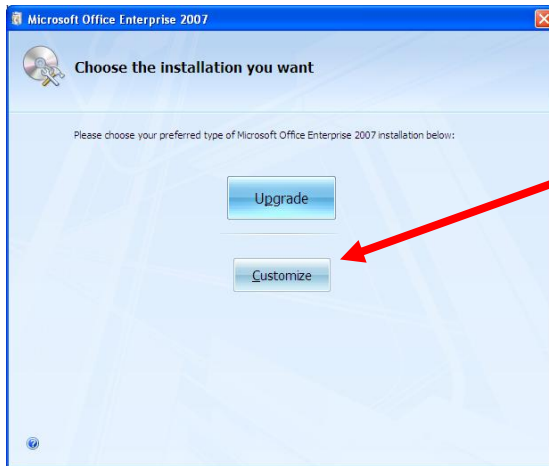 Microsoft Office Enterprise 2007
Choose the installation you want
Please choose your preferred type of Microsoft Office Enterprise 2007 installation below:
Upgrade
Customize